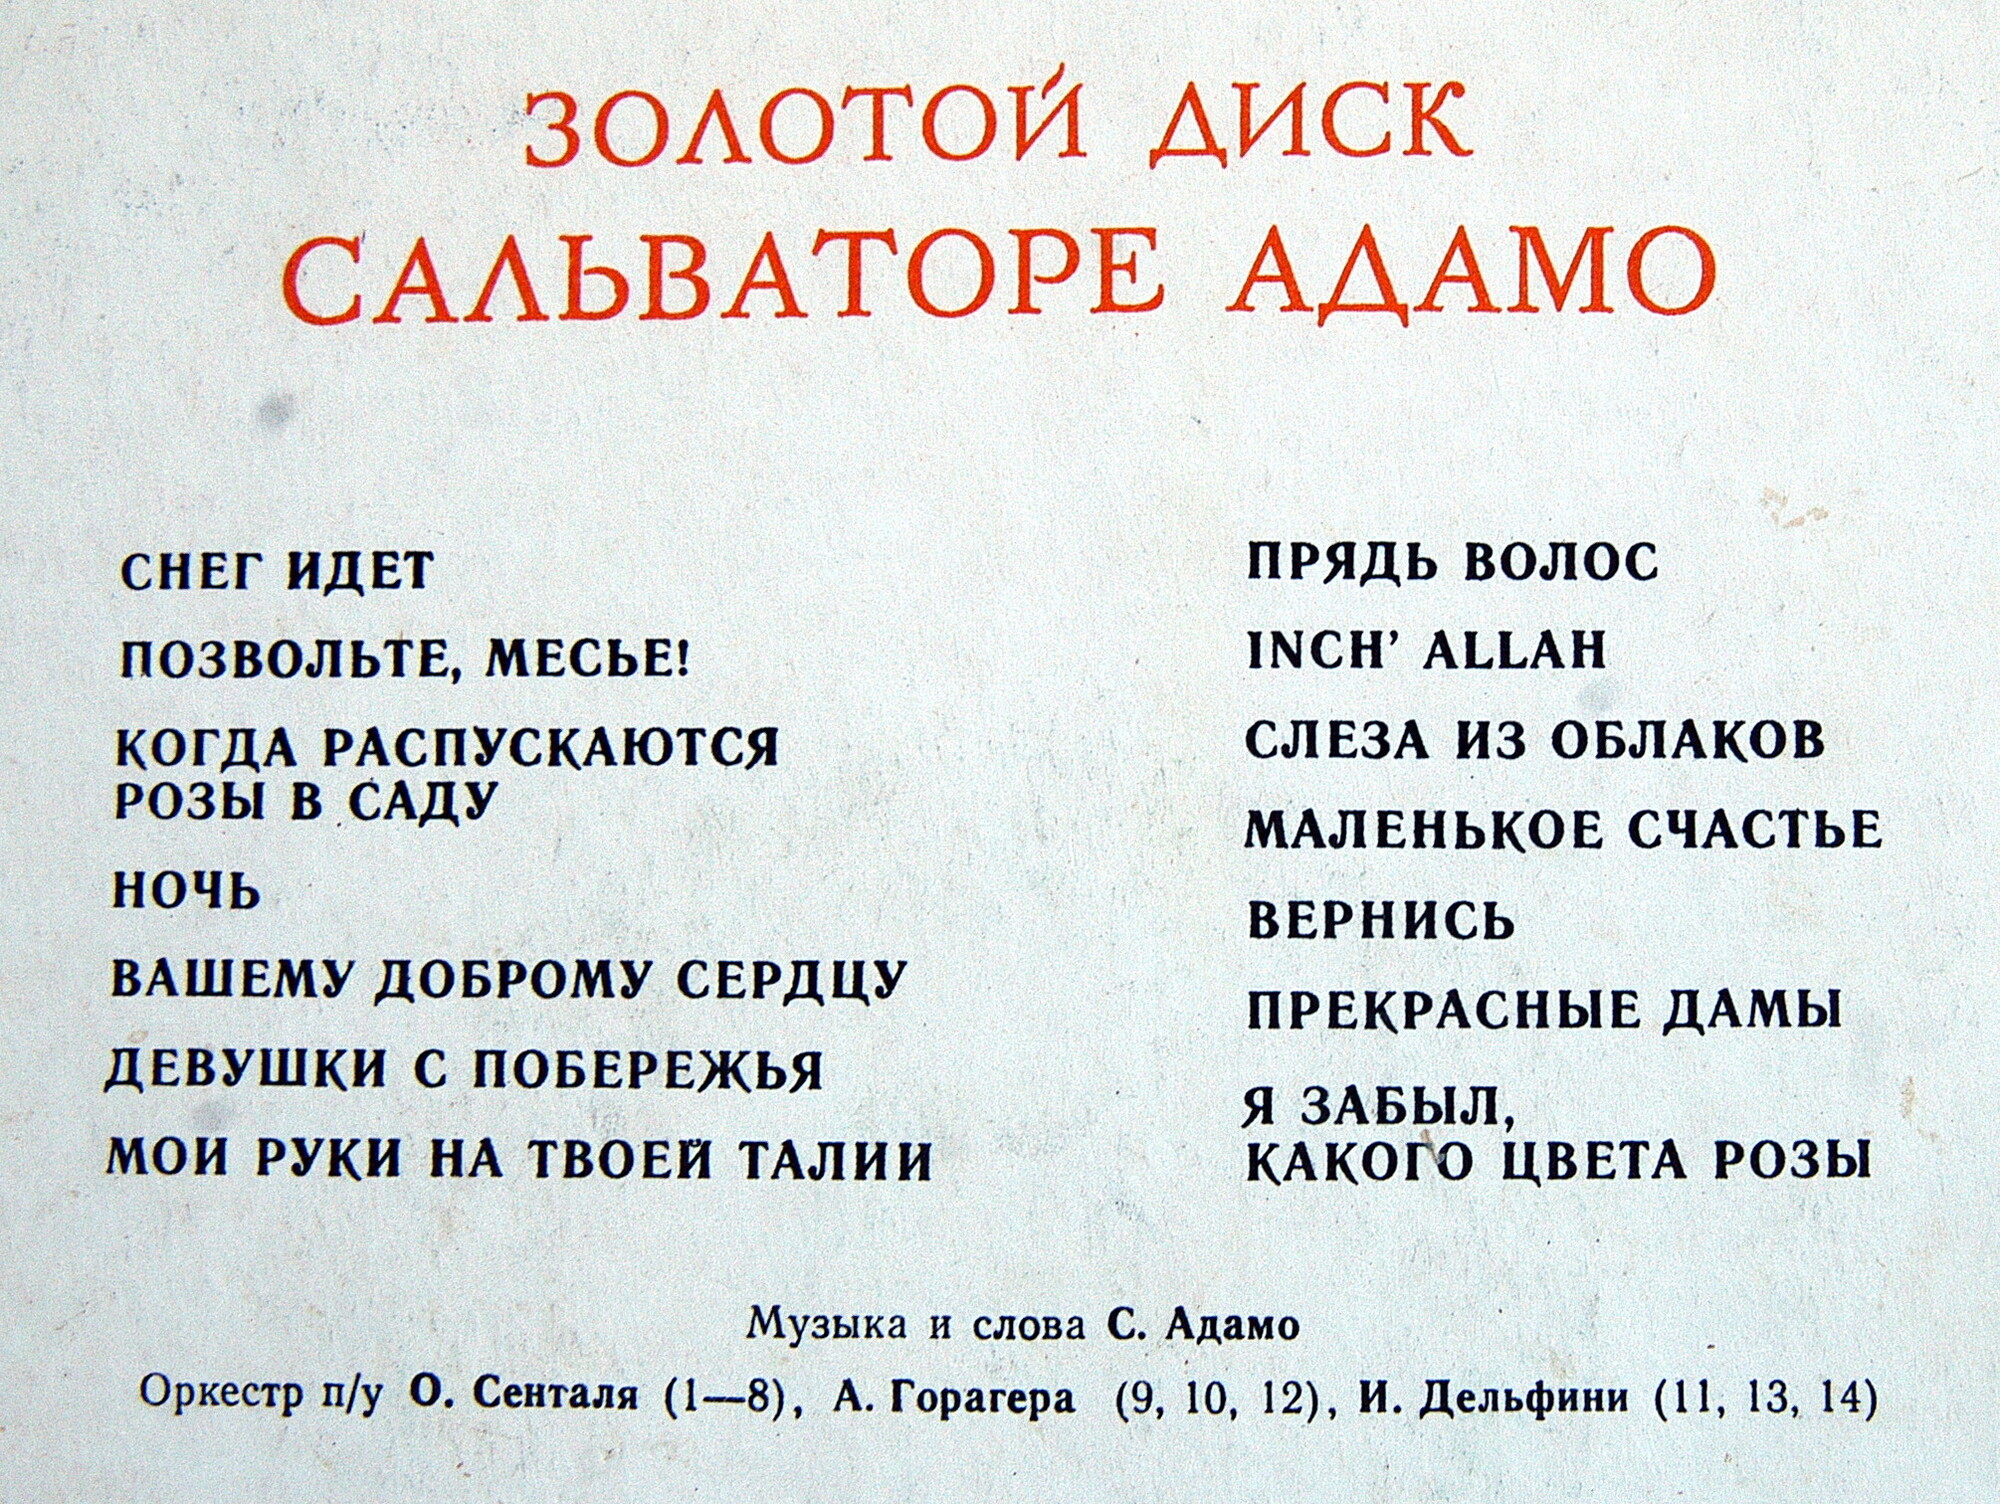 ЗОЛОТОЙ ДИСК
САЛЬВАТОРЕ АДАМО
СНЕГ ИДЕТ
ПОЗВОЛЬТЕ, МЕСЬЕ!
КОГДА РАСПУСКАЮТСЯ
РОЗЫ В САДУ
НОЧЬ
ВАШЕМУ ДОБРОМУ СЕРДЦУ
ДЕВУШКИ С ПОБЕРЕЖЬЯ
МОИ РУКИ НА ТВОЕЙ ТАЛИИ
ПРЯДЬ ВОЛОС
INCH’ ALLAH
СЛЕЗА ИЗ ОБЛАКОВ
МАЛЕНЬКОЕ СЧАСТЬЕ
ВЕРНИСЬ
ПРЕКРАСНЫЕ ДАМЫ
Я ЗАБЫЛ,
КАКОГО ЦВЕТА РОЗЫ
Музыка и слова С. Адамо
Оркестр п/у О. Сенталя (1—8), А. Горагера (9, 10, 12), И. Дельфини (11, 13, 14)